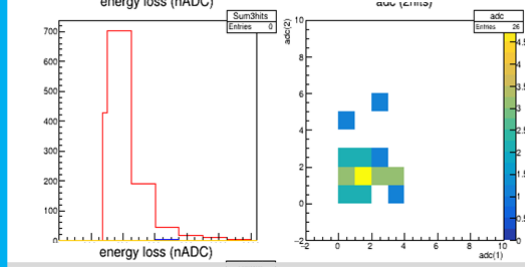 energy loss (nADC)
Sum3hits
Entries 0
700
600
500
400
300
200
100
0
energy loss (nADC)
adc (2hits)
adc
Entries 26
adc(2)
10
8
6
4
2
0
−2
−2 0 2 4 6 8 10
adc(1)
4.5
4
3.5
3
2.5
2
1.5
1
0.5
0